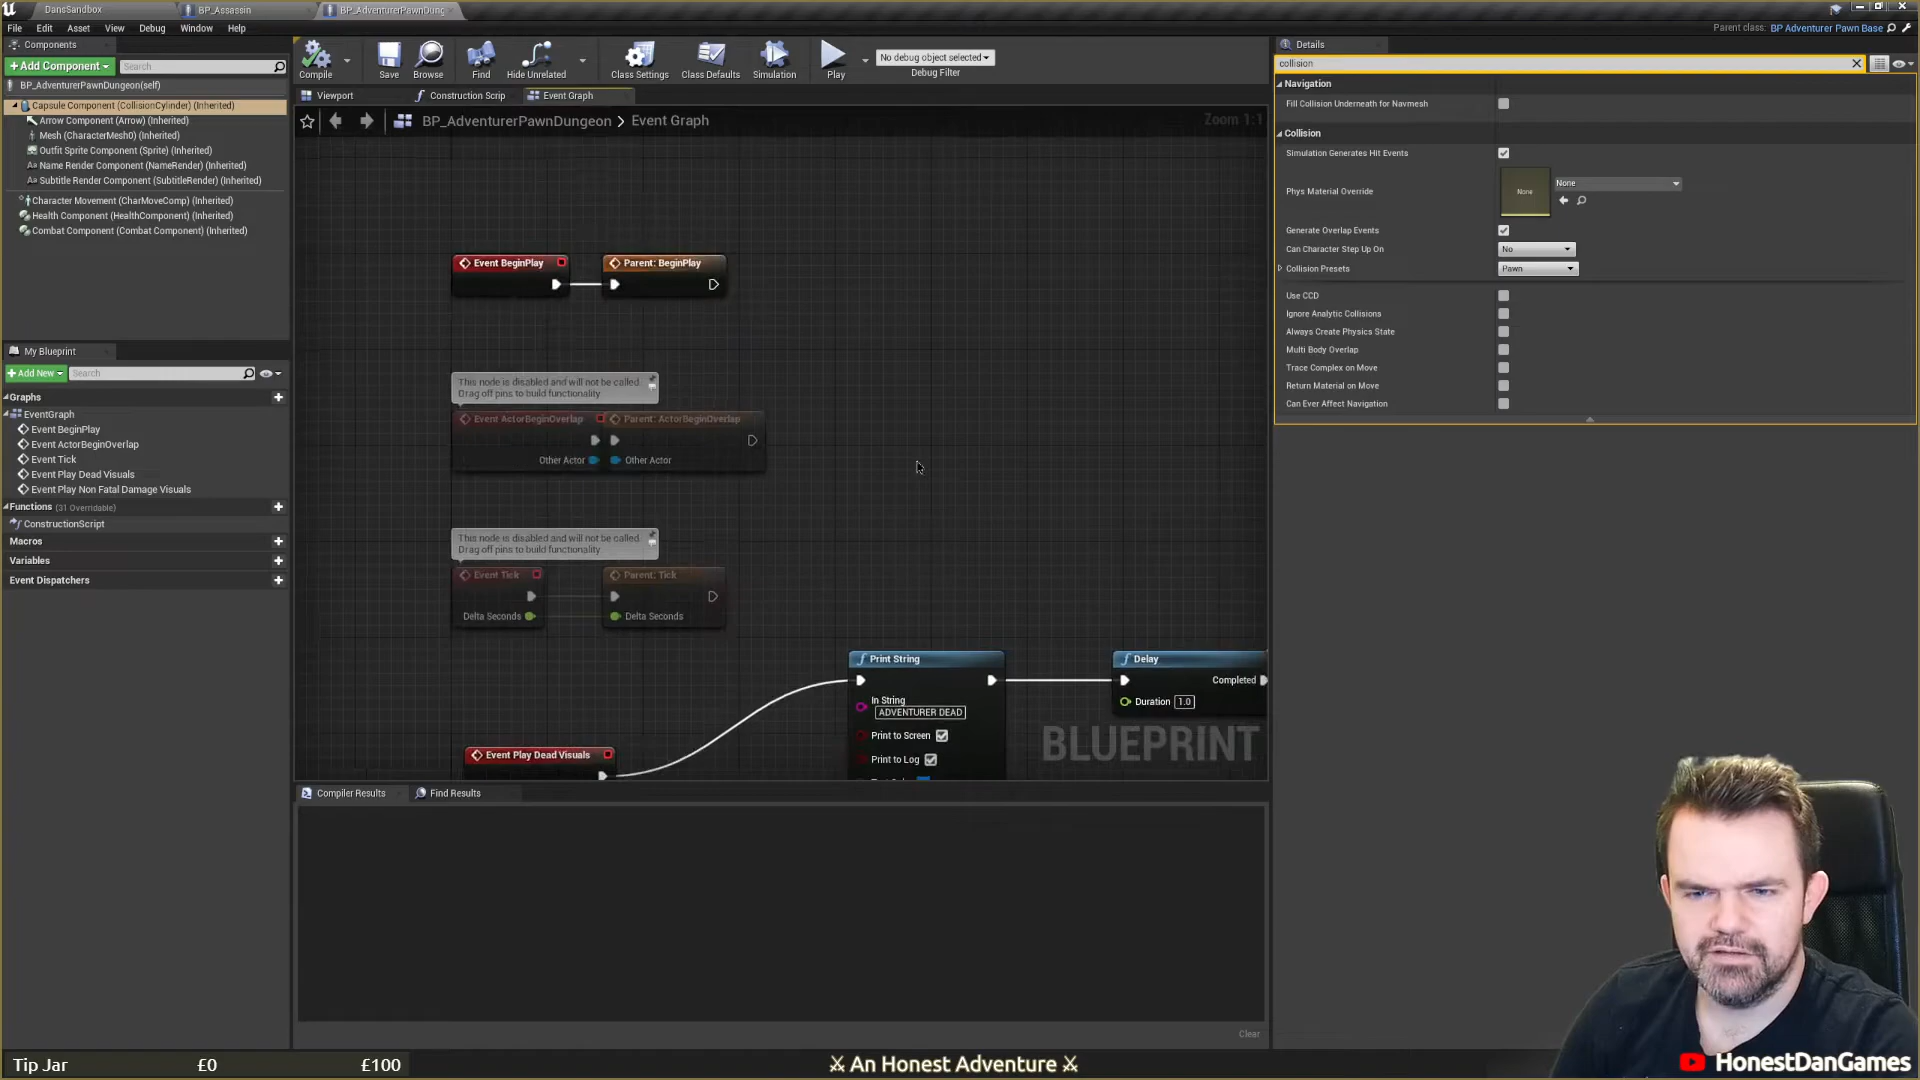 DansSandbox
BP_Assassin
BP_AdventurerPawnDung
File Edit Asset View Debug Window Help
Parent class: BP Adventurer Pawn Base
Components
+Add Component
Search
BP_AdventurerPawnDungeon(self)
Capsule Component (CollisionCylinder) (Inherited)
Arrow Component (Arrow) (Inherited)
Mesh (CharacterMesh0) (Inherited)
Outfit Sprite Component (Sprite) (Inherited)
Name Render Component (NameRender) (Inherited)
Subtitle Render Component (SubtitleRender) (Inherited)
Character Movement (CharMoveComp) (Inherited)
Health Component (HealthComponent) (Inherited)
Combat Component (Combat Component) (Inherited)
My Blueprint
+Add New
Search
Graphs
EventGraph
Event BeginPlay
Event ActorBeginOverlap
Event Tick
Event Play Dead Visuals
Event Play Non Fatal Damage Visuals
Functions (31 Overridable)
ConstructionScript
Macros
Variables
Event Dispatchers
Compile
Save
Browse
Find
Hide Unrelated
Class Settings
Class Defaults
Simulation
Play
No debug object selected
Debug Filter
Viewport
Construction Scrip
Event Graph
BP_AdventurerPawnDungeon > Event Graph
Zoom 1:1
Event BeginPlay
Parent: BeginPlay
This node is disabled and will not be called.
Drag off pins to build functionality.
Event ActorBeginOverlap
Parent: ActorBeginOverlap
Other Actor
Other Actor
This node is disabled and will not be called.
Drag off pins to build functionality.
Event Tick
Parent: Tick
Delta Seconds
Delta Seconds
Print String
In String
ADVENTURER DEAD
Print to Screen
Print to Log
Delay
Completed
Duration 1.0
Event Play Dead Visuals
BLUEPRINT
Compiler Results
Find Results
Clear
Details
collision
Navigation
Fill Collision Underneath for Navmesh
Collision
Simulation Generates Hit Events
Phys Material Override
None
None
Generate Overlap Events
Can Character Step Up On
No
Collision Presets
Pawn
Use CCD
Ignore Analytic Collisions
Always Create Physics State
Multi Body Overlap
Trace Complex on Move
Return Material on Move
Can Ever Affect Navigation
Tip Jar £0 £100
⚔ An Honest Adventure ⚔
HonestDanGames